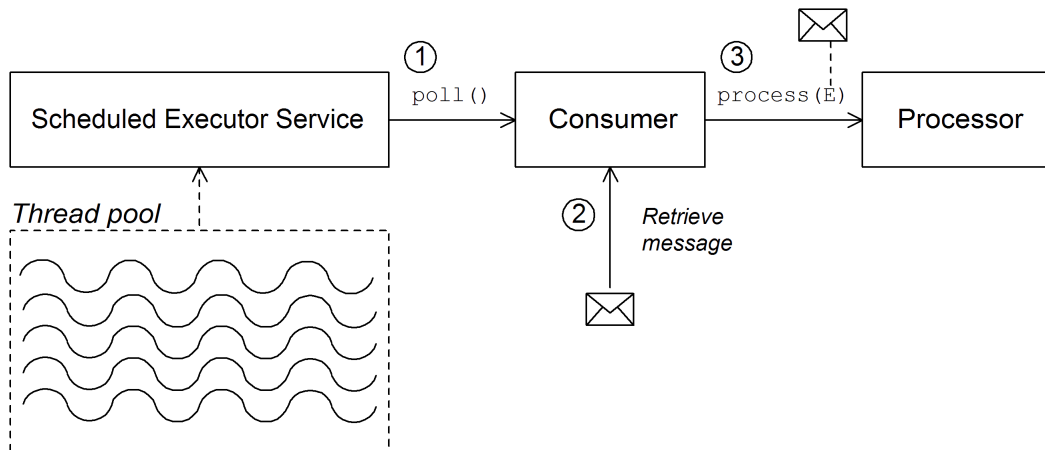 1
3
poll()
process(E)
Scheduled Executor Service
Consumer
Processor
Thread pool
2
Retrieve
message